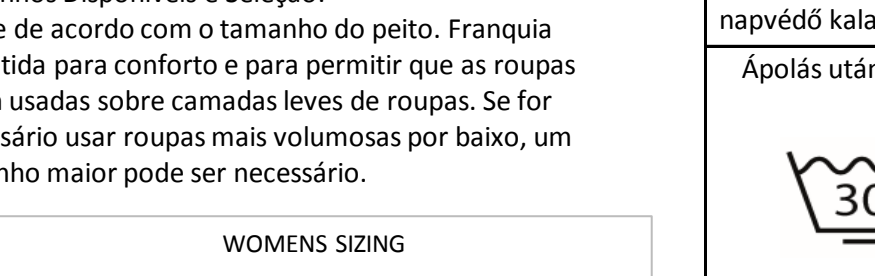 e de acordo com o tamanho do peito. Franquia
tida para conforto e para permitir que as roupas
usadas sobre camadas leves de roupas. Se for
sário usar roupas mais volumosas por baixo, um
nho maior pode ser necessário.
WOMENS SIZING
napvédő kala
Ápolás után
30